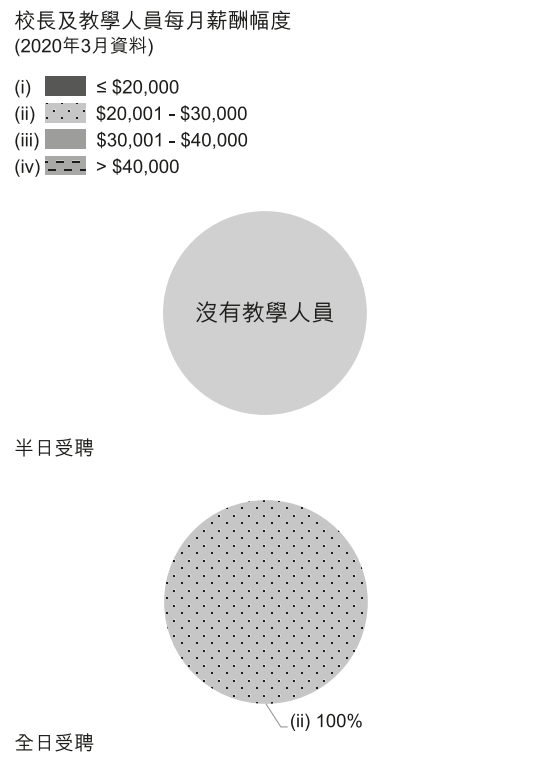 校長及教學人員每月薪酬幅度
(2020年3月資料)
(i) ≤ $20,000
(ii) $20,001 - $30,000
(iii) $30,001 - $40,000
(iv) > $40,000
沒有教學人員
半日受聘
(ii) 100%
全日受聘